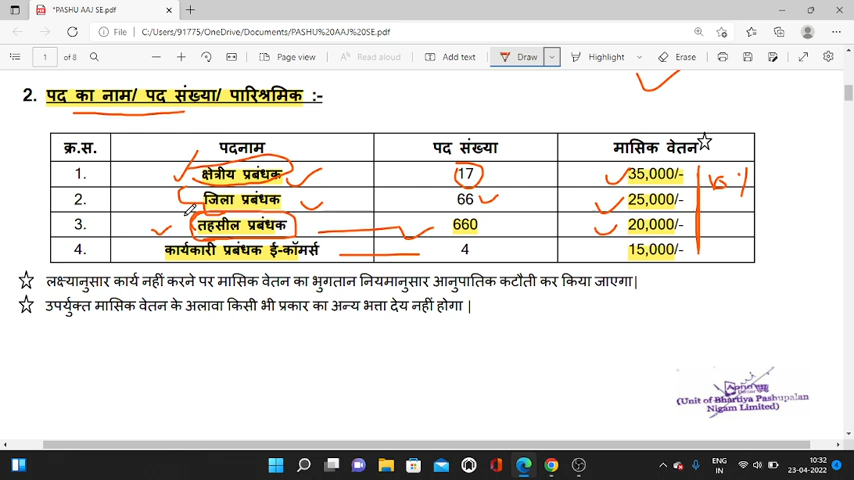 *PASHU AAJ SE.pdf
File
C:/Users/91775/OneDrive/Documents/PASHU%20AAJ%20SE.pdf
1 of 8
Page view
Read aloud
Add text
Draw
Highlight
Erase
2. पद का नाम/ पद संख्या/ पारिश्रमिक :-
क्र.स. पदनाम पद संख्या मासिक वेतन
1. क्षेत्रीय प्रबंधक 17 35,000/-
2. जिला प्रबंधक 66 25,000/-
3. तहसील प्रबंधक 660 20,000/-
4. कार्यकारी प्रबंधक ई-कॉमर्स 4 15,000/-
लक्ष्यानुसार कार्य नहीं करने पर मासिक वेतन का भुगतान नियमानुसार आनुपातिक कटौती कर किया जाएगा|
उपर्युक्त मासिक वेतन के अलावा किसी भी प्रकार का अन्य भत्ता देय नहीं होगा |
(Unit of Bhartiya Pashupalan
Nigam Limited)
ENG
IN
10:32
23-04-2022